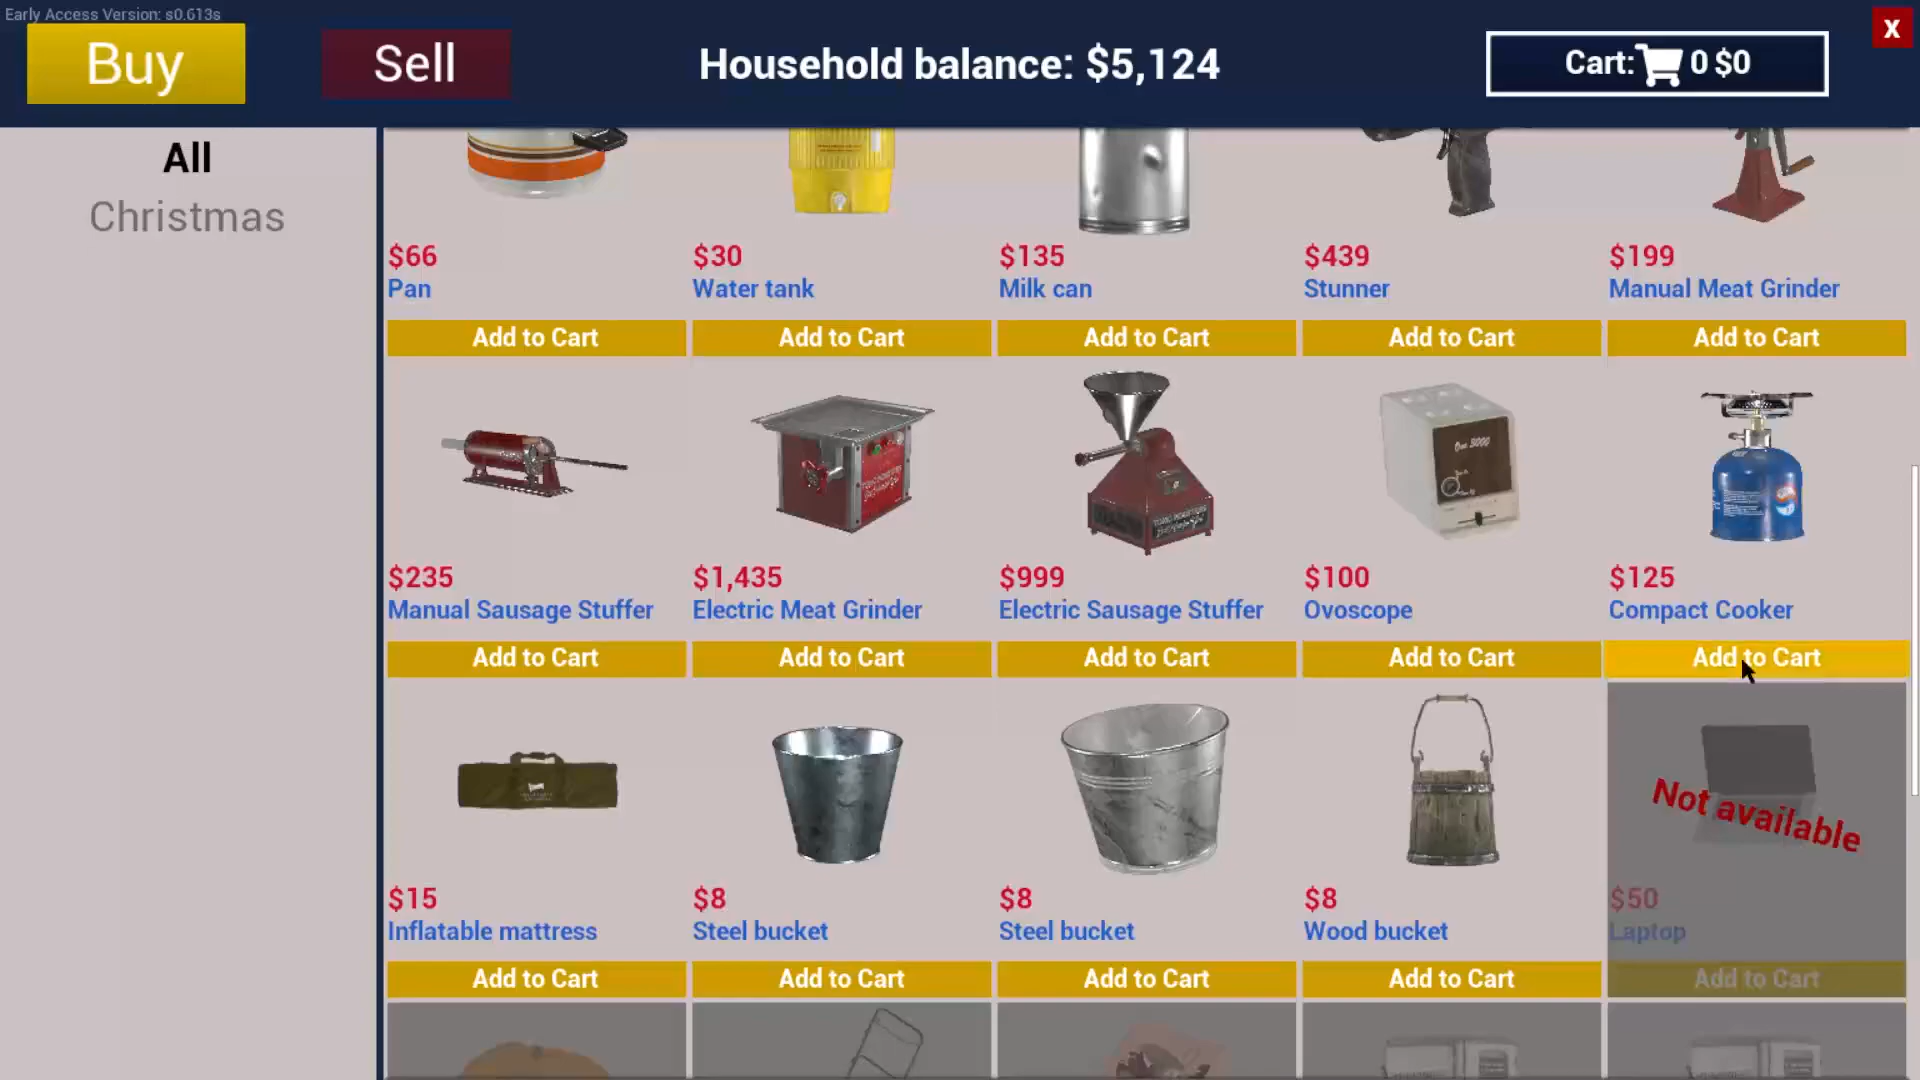 Early Access Version: s0.613s
Buy
Sell
Household balance: $5,124
Cart: 0 $0
X
All
Christmas
$66
Pan
Add to Cart
$30
Water tank
Add to Cart
$135
Milk can
Add to Cart
$439
Stunner
Add to Cart
$199
Manual Meat Grinder
Add to Cart
$235
Manual Sausage Stuffer
Add to Cart
$1,435
Electric Meat Grinder
Add to Cart
$999
Electric Sausage Stuffer
Add to Cart
$100
Ovoscope
Add to Cart
$125
Compact Cooker
Add to Cart
$15
Inflatable mattress
Add to Cart
$8
Steel bucket
Add to Cart
$8
Steel bucket
Add to Cart
$8
Wood bucket
Add to Cart
Not available
$50
Laptop
Add to Cart